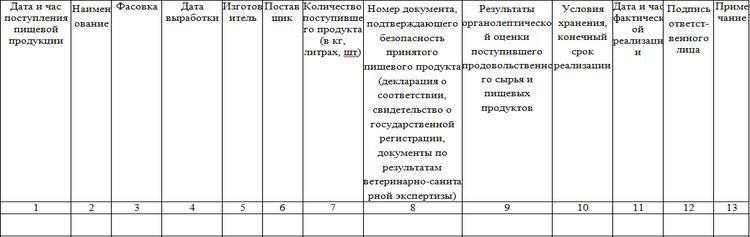 Дата и час
поступления
пищевой
продукции
Наимен
ование
Фасовка
Дата
выработки
Изготов
итель
Постав
щик
Количество
поступивше
го продукта
(в кг,
литрах, шт)
Номер документа,
подтверждающего
безопасность
принятого
пищевого продукта
(декларация о
соответствии,
свидетельство о
государственной
регистрации,
документы по
результатам
ветеринарно-санита
рной экспертизы)
Результаты
органолептическо
й оценки
поступившего
продовольственно
го сырья и
пищевых
продуктов
Условия
хранения,
конечный
срок
реализации
Дата и час
фактическ
ой
реализаци
и
Подпись
ответст-
венного
лица
Приме
чание
1 2 3 4 5 6 7 8 9 10 11 12 13